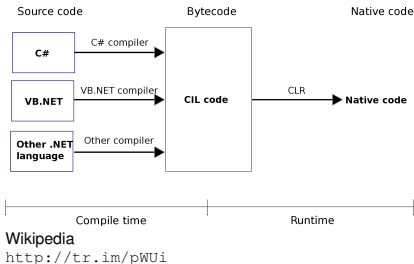 Source code
Bytecode
Native code
C#
C# compiler
VB.NET
VB.NET compiler
CIL code
CLR
Native code
Other .NET
language
Other compiler
Compile time
Runtime
Wikipedia
http://tr.im/pWUi